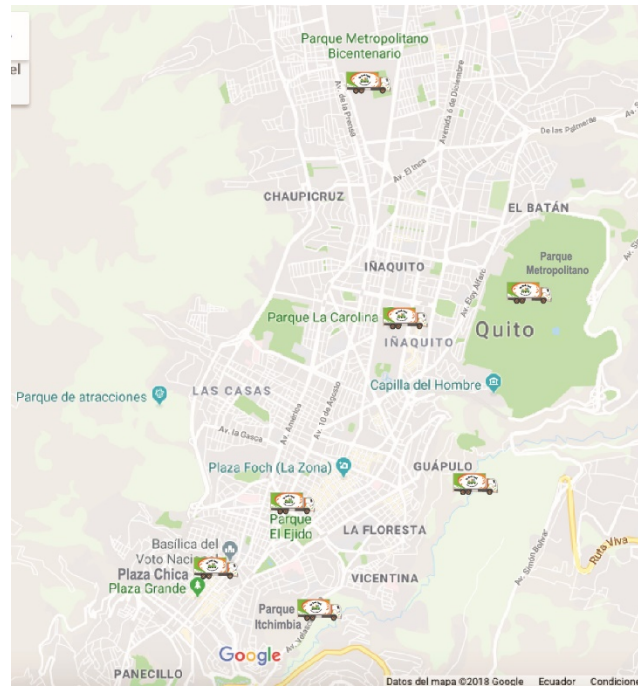 Parque Metropolitano
Bicentenario
el
Av. de la Prensa
Avenida 6 de Diciembre
De las Palmeras
Av. El Inca
CHAUPICRUZ
EL BATÁN
Parque
Metropolitano
IÑAQUITO
Av. Eloy Alfaro
Parque La Carolina
Quito
IÑAQUITO
Capilla del Hombre
LAS CASAS
Parque de atracciones
Av. América
Av. 10 de Agosto
Av. la Gasca
Plaza Foch (La Zona)
GUÁPULO
Parque
El Ejido
LA FLORESTA
Av. Simón Bolívar
Ruta Viva
Basílica del
Voto Naci
Plaza Chica
Plaza Grande
VICENTINA
Parque
Itchimbia
Av. Velasc
Google
PANECILLO
Datos del mapa ©2018 Google Ecuador Condicione